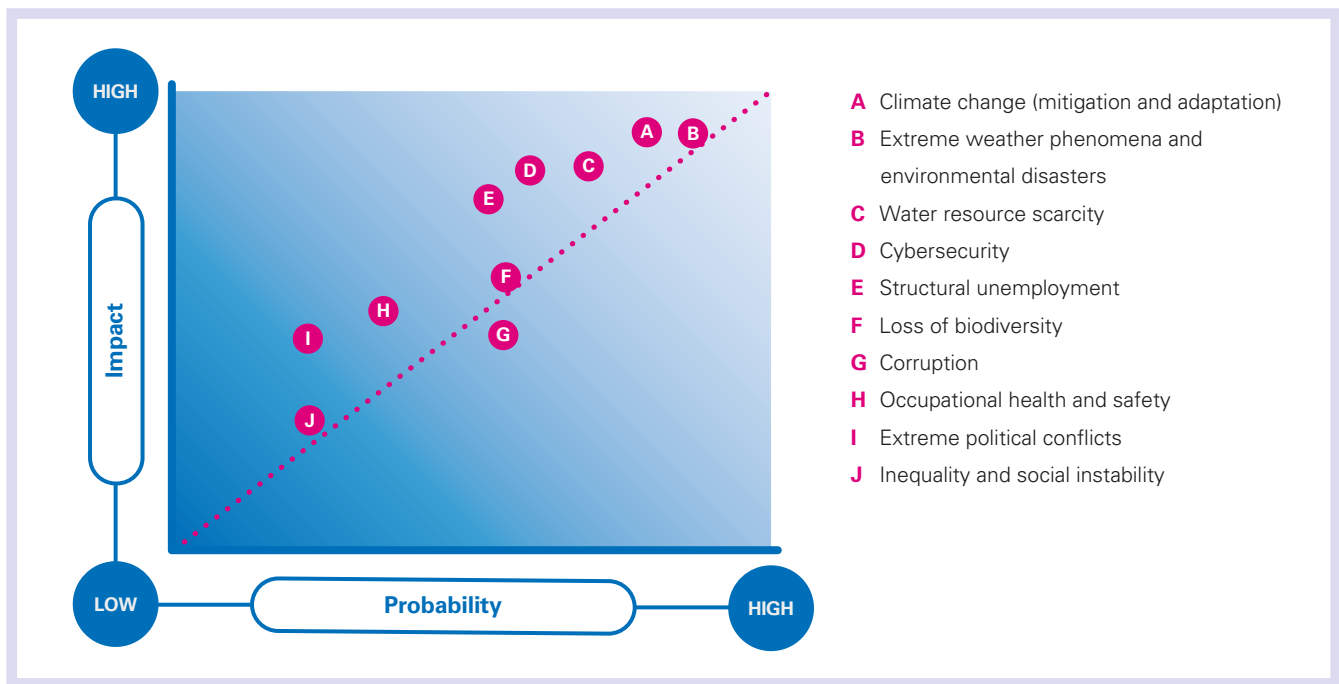 HIGH
Impact
LOW
Probability
HIGH
A
B
C
D
E
F
G
H
I
J
A Climate change (mitigation and adaptation)
B Extreme weather phenomena and
environmental disasters
C Water resource scarcity
D Cybersecurity
E Structural unemployment
F Loss of biodiversity
G Corruption
H Occupational health and safety
I Extreme political conflicts
J Inequality and social instability